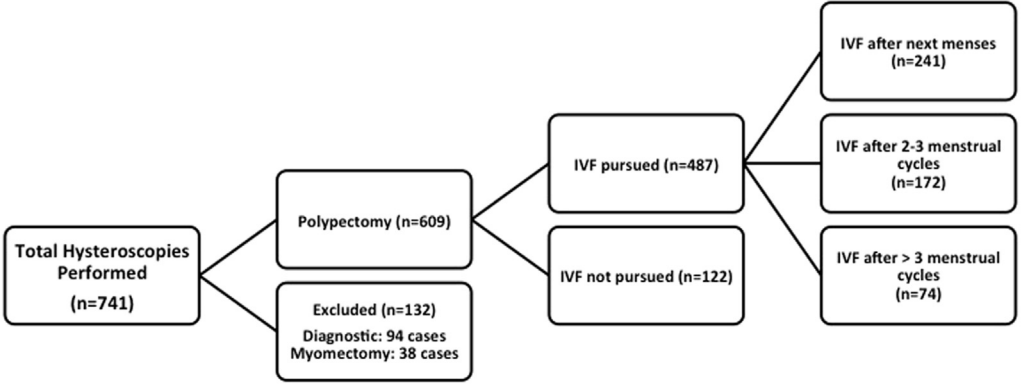 Total Hysteroscopies
Performed
(n=741)
Polypectomy (n=609)
Excluded (n=132)
Diagnostic: 94 cases
Myomectomy: 38 cases
IVF pursued (n=487)
IVF not pursued (n=122)
IVF after next menses
(n=241)
IVF after 2-3 menstrual
cycles
(n=172)
IVF after > 3 menstrual
cycles
(n=74)